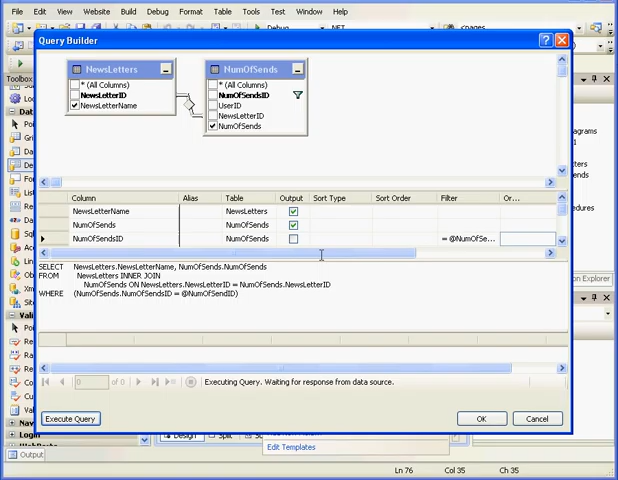 File Edit View Website Build Debug Format Table Tools Test Window Help
Query Builder
Toolbox
NewsLetters
* (All Columns)
NewsLetterID
NewsLetterName
NumOfSends
* (All Columns)
NumOfSendsID
UserID
NewsLetterID
NumOfSends
Column Alias Table Output Sort Type Sort Order Filter Or...
NewsLetterName NewsLetters
NumOfSends NumOfSends
NumOfSendsID NumOfSends = @NumOfSe...
SELECT NewsLetters.NewsLetterName, NumOfSends.NumOfSends
FROM NewsLetters INNER JOIN
NumOfSends ON NewsLetters.NewsLetterID = NumOfSends.NewsLetterID
WHERE (NumOfSends.NumOfSendsID = @NumOfSendID)
0 of 0 Executing Query. Waiting for response from data source.
Execute Query OK Cancel
Design Split
Edit Templates
Output
Ln 76 Col 35 Ch 35